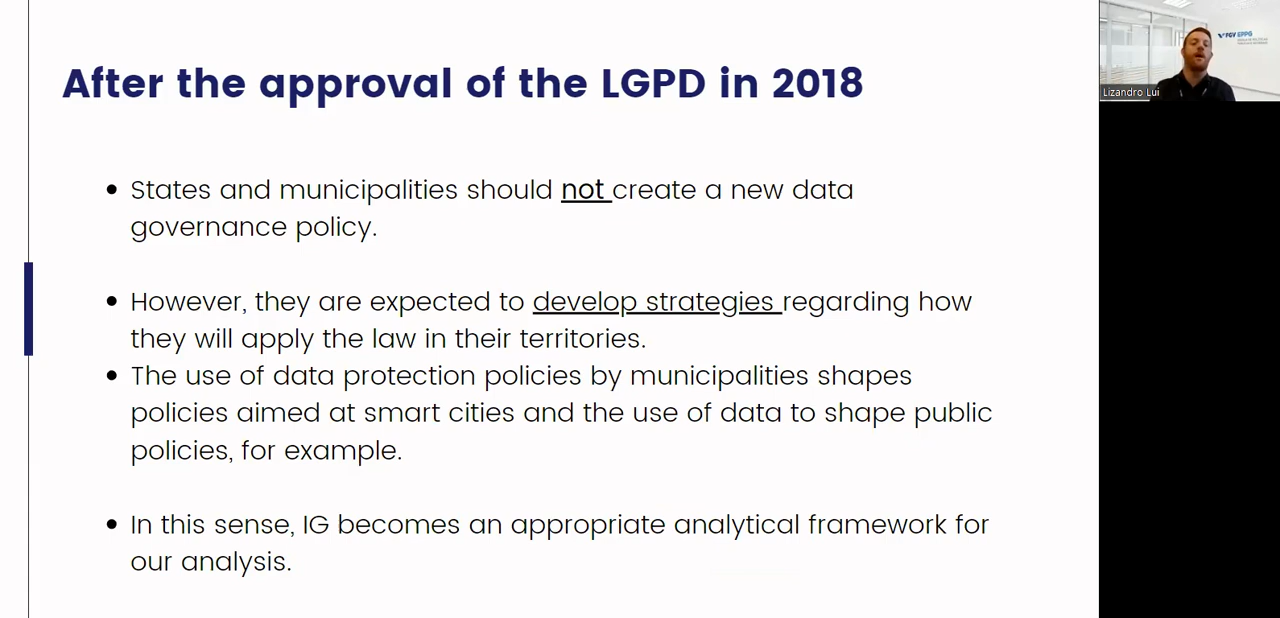 After the approval of the LGPD in 2018
States and municipalities should not create a new data
governance policy.
However, they are expected to develop strategies regarding how
they will apply the law in their territories.
The use of data protection policies by municipalities shapes
policies aimed at smart cities and the use of data to shape public
policies, for example.
In this sense, IG becomes an appropriate analytical framework for
our analysis.
FGV EPPG
Lizandro Lui